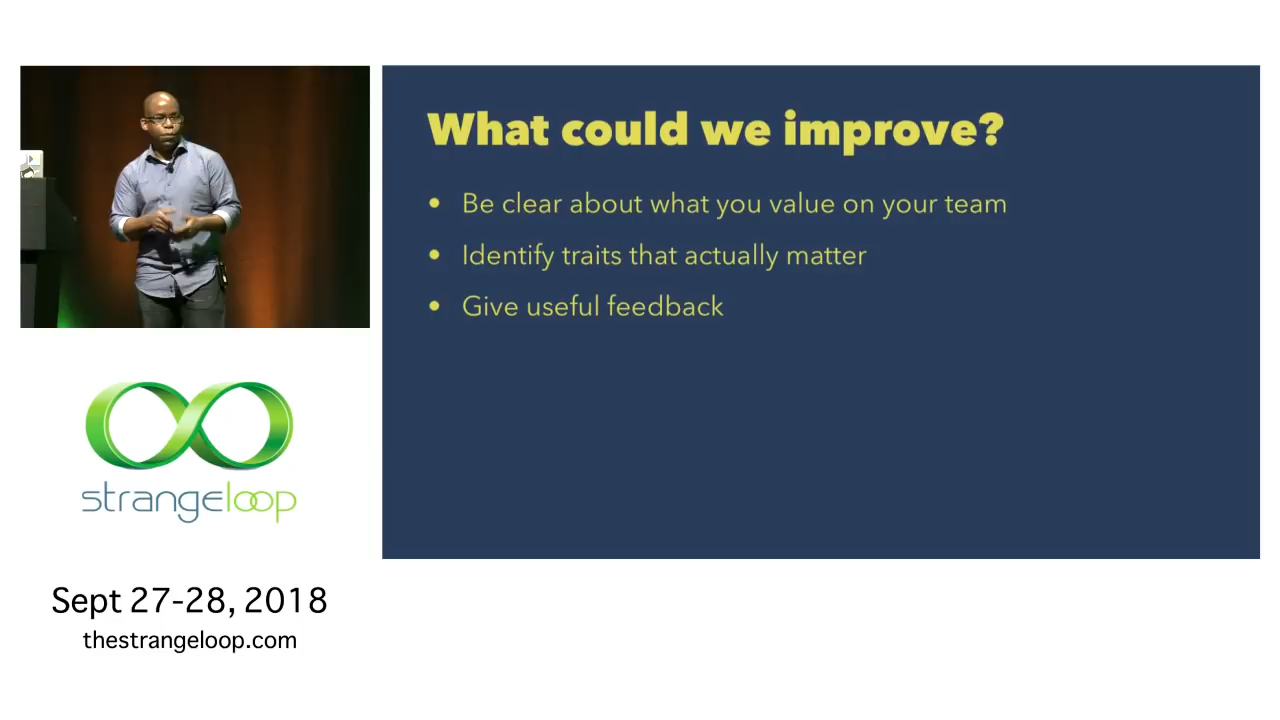 What could we improve?
• Be clear about what you value on your team
• Identify traits that actually matter
• Give useful feedback
strangeloop
Sept 27-28, 2018
thestrangeloop.com